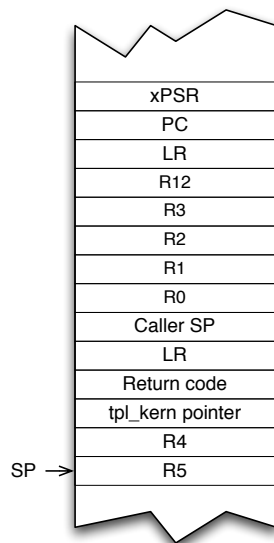 xPSR
PC
LR
R12
R3
R2
R1
R0
Caller SP
LR
Return code
tpl_kern pointer
R4
SP R5